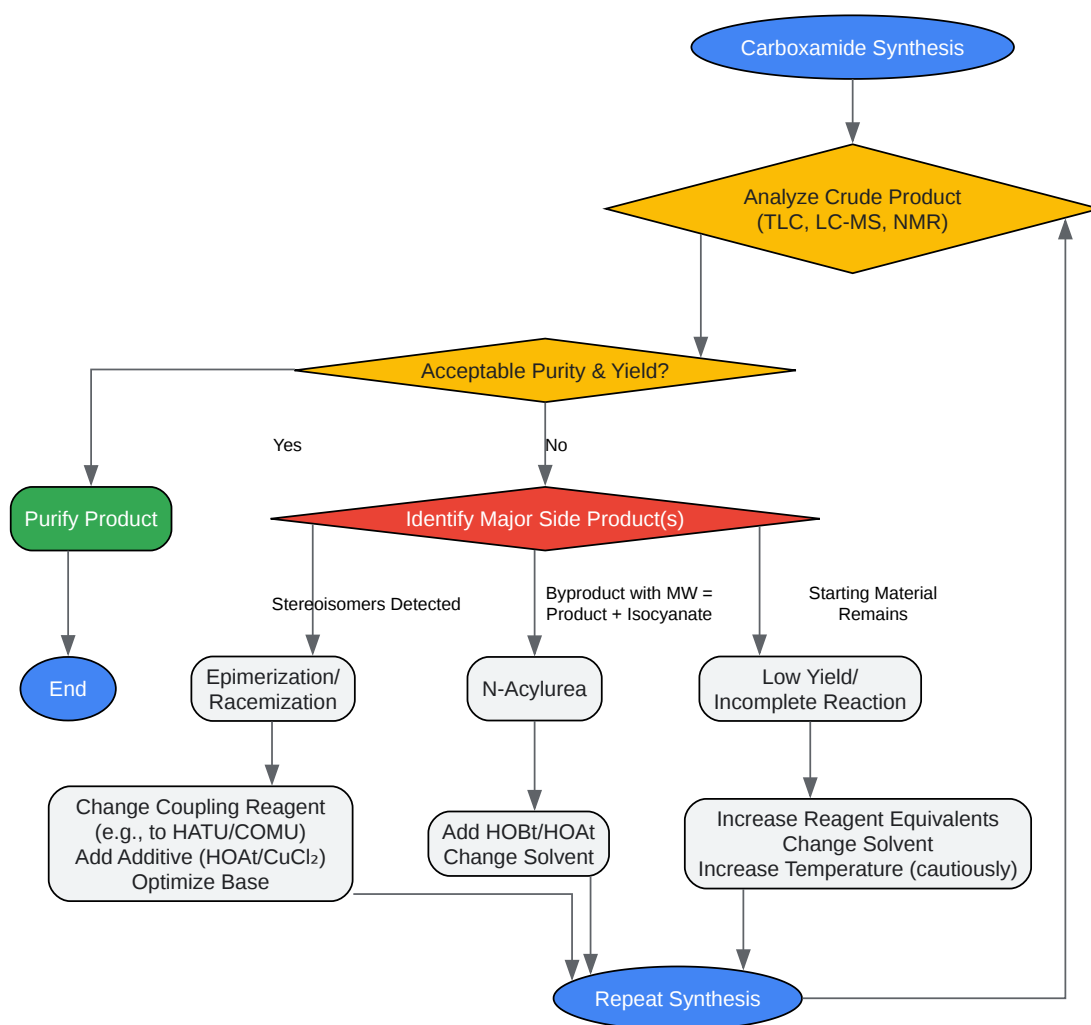 Carboxamide Synthesis
Analyze Crude Product
(TLC, LC-MS, NMR)
Acceptable Purity & Yield?
Yes
No
Purify Product
Identify Major Side Product(s)
Stereoisomers Detected
Byproduct with MW =
Product + Isocyanate
Starting Material
Remains
End
Epimerization/
Racemization
N-Acylurea
Low Yield/
Incomplete Reaction
Change Coupling Reagent
(e.g., to HATU/COMU)
Add Additive (HOAt/CuCl₂)
Optimize Base
Add HOBt/HOAt
Change Solvent
Increase Reagent Equivalents
Change Solvent
Increase Temperature (cautiously)
Repeat Synthesis